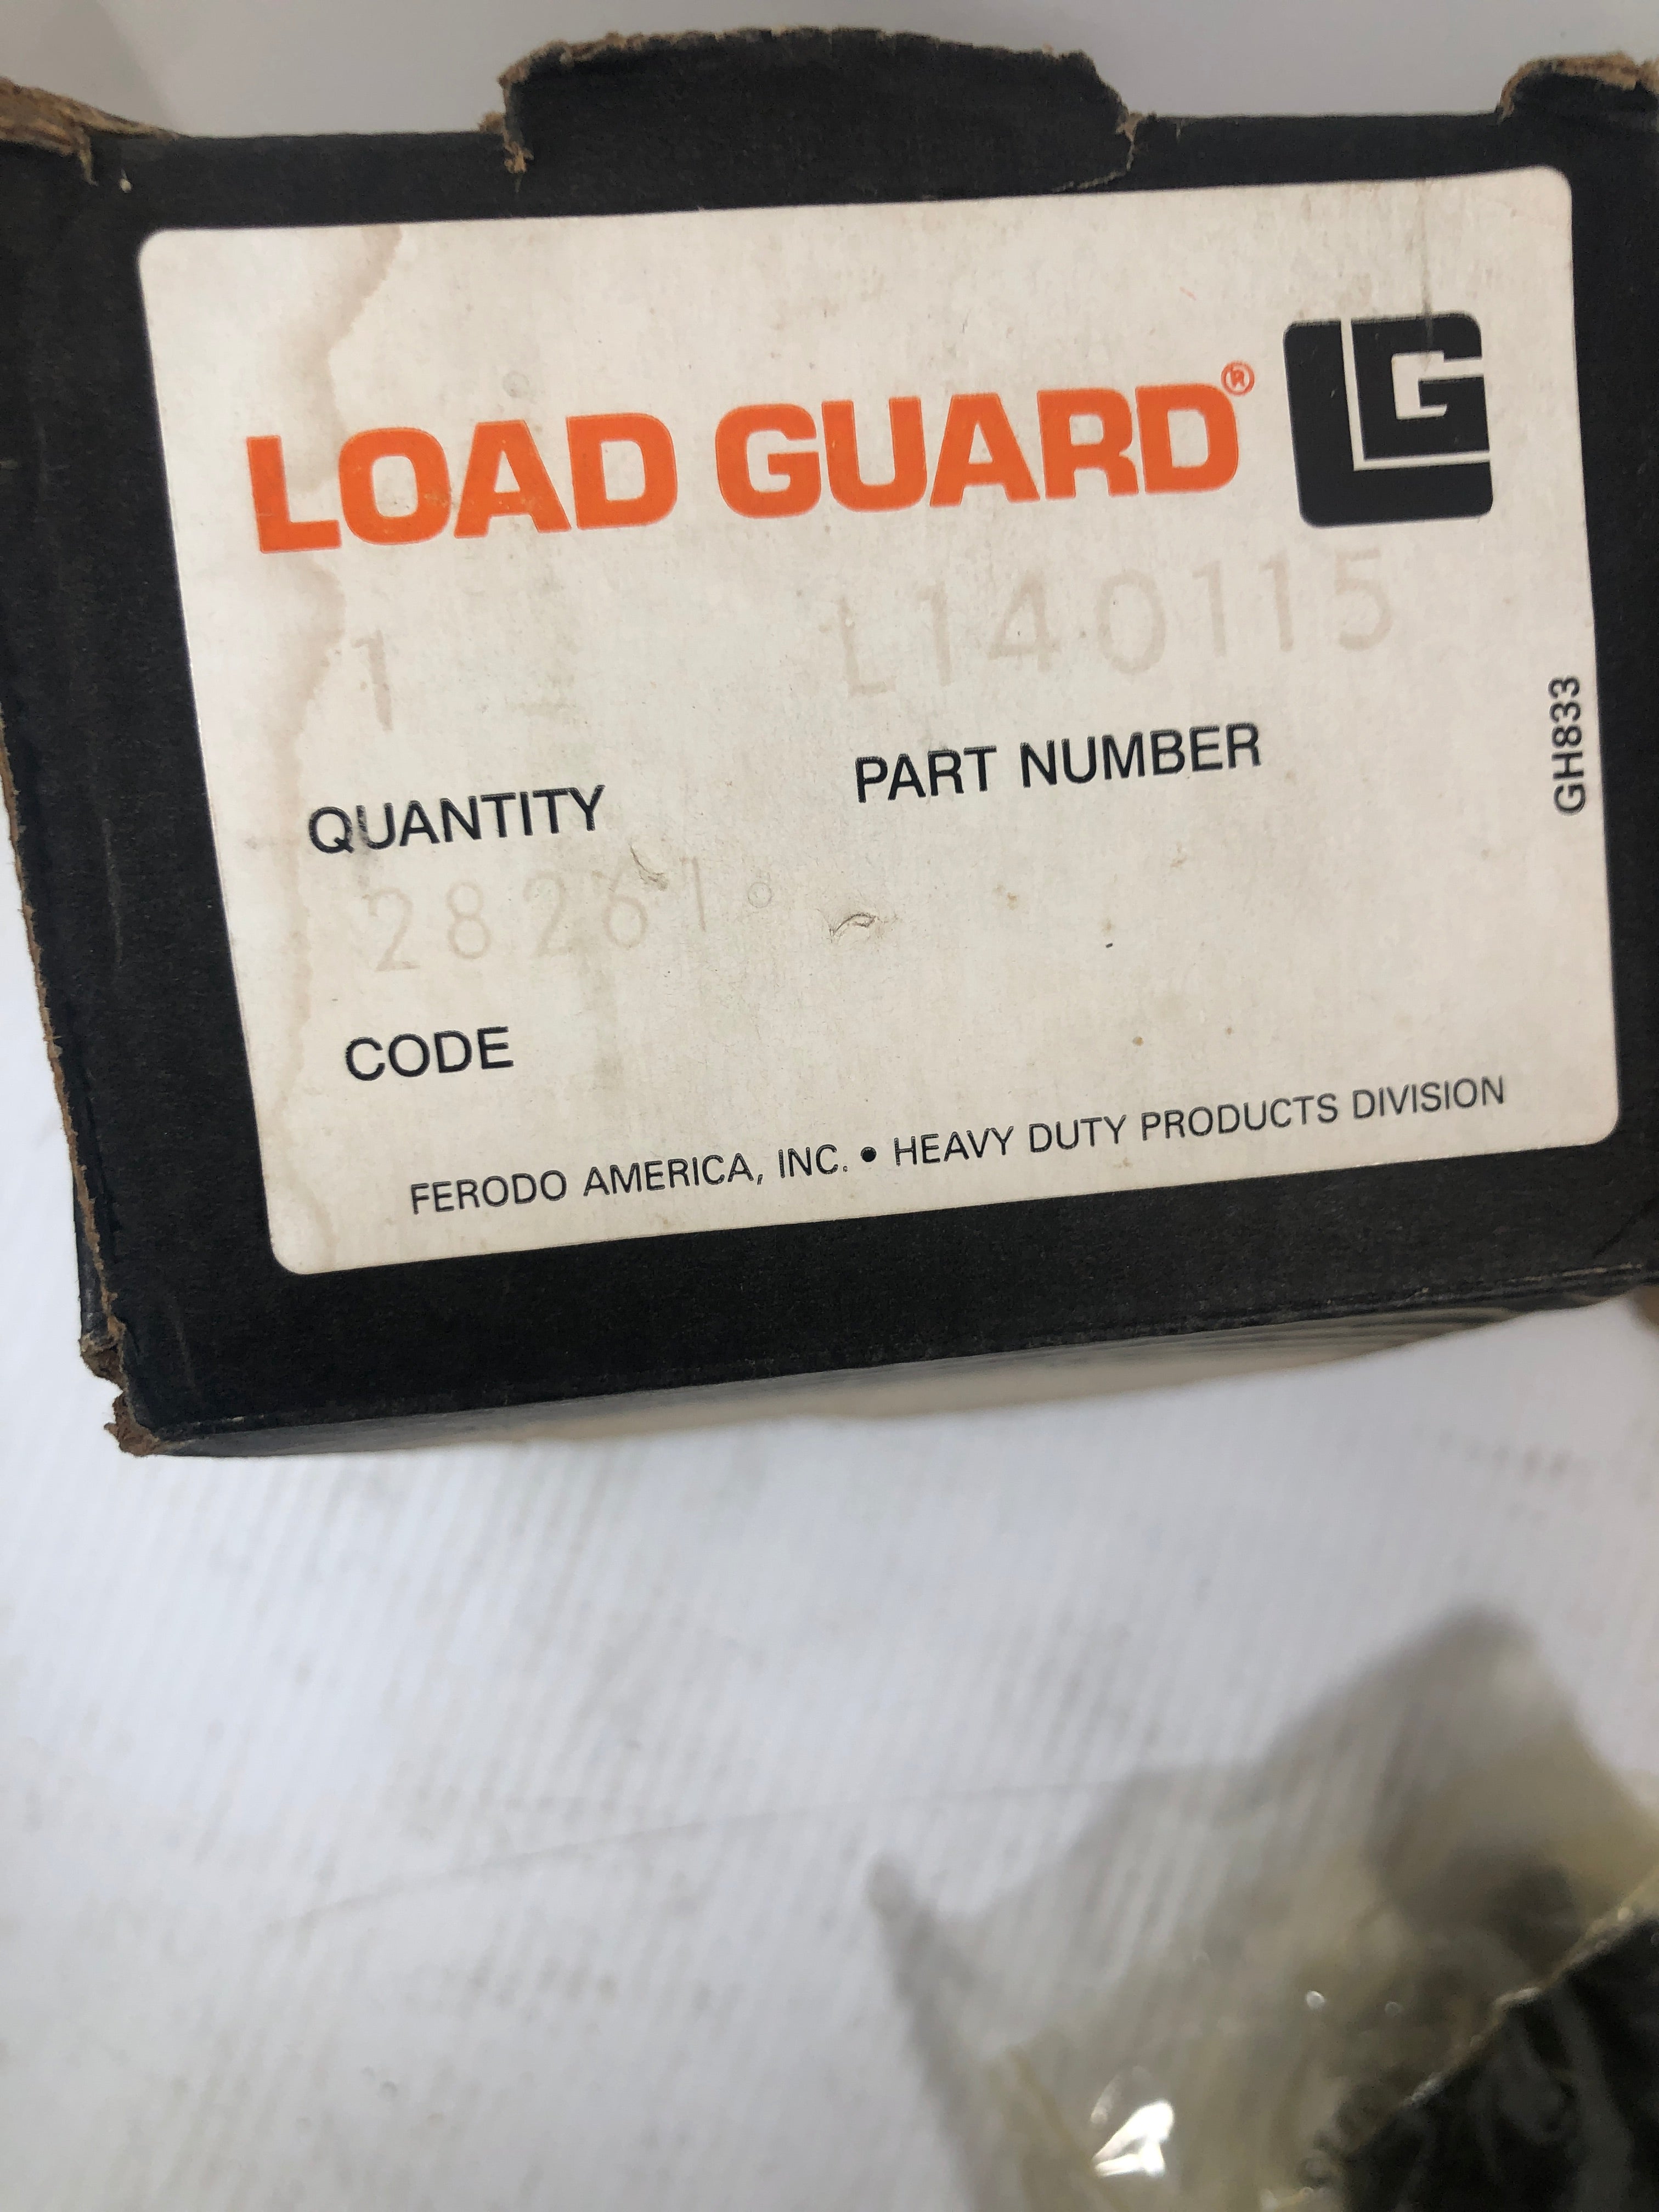 LOAD GUARD® LG
1 L140115
QUANTITY PART NUMBER
28261
CODE
FERODO AMERICA, INC. • HEAVY DUTY PRODUCTS DIVISION
GH833